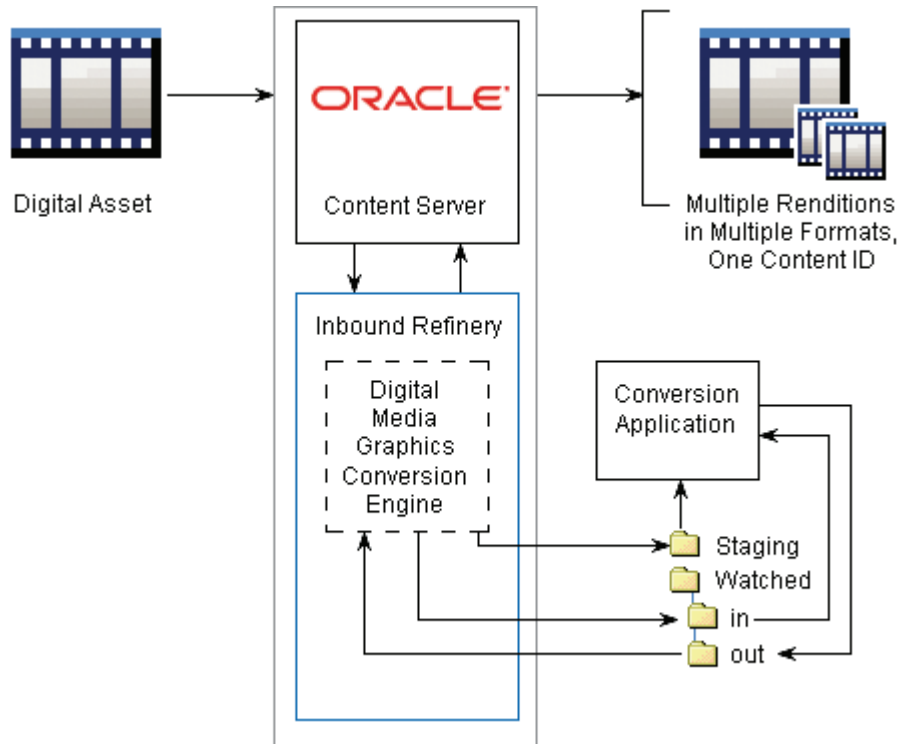 ORACLE
Digital Asset
Content Server
Multiple Renditions
in Multiple Formats,
One Content ID
Inbound Refinery
Digital
Media
Graphics
Conversion
Engine
Conversion
Application
Staging
Watched
in
out